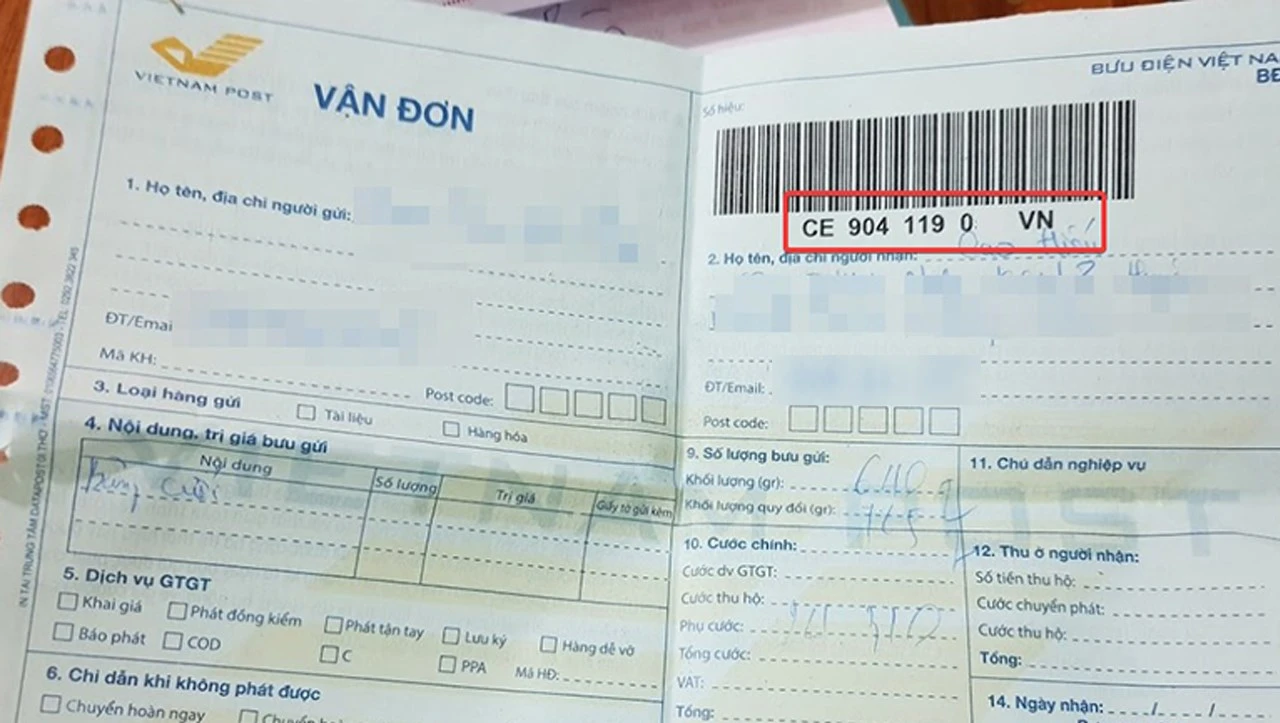 VIETNAM POST
VẬN ĐƠN
1. Họ tên, địa chỉ người gửi:
ĐT/Emai
Mã KH:
Post code:
3. Loại hàng gửi
Tài liệu
Hàng hóa
4. Nội dung, trị giá bưu gửi
Nội dung
Số lượng
Trị giá
Giấy tờ gửi kèm
5. Dịch vụ GTGT
Khai giá
Phát đồng kiểm
Phát tận tay
Lưu ký
Hàng dễ vỡ
Báo phát
COD
C
PPA
Mã HĐ:
6. Chỉ dẫn khi không phát được
Chuyển hoàn ngay
BƯU ĐIỆN VIỆT NA
BƯ
Số hiệu:
CE 904 119 0 VN
2. Họ tên, địa chỉ người nhận:
ĐT/Email:
Post code:
9. Số lượng bưu gửi:
Khối lượng (gr):
Khối lượng quy đổi (gr):
10. Cước chính:
Cước dv GTGT:
Cước thu hộ:
Phụ cước:
Tổng cước:
VAT:
Tổng:
11. Chú dẫn nghiệp vụ
12. Thu ở người nhận:
Số tiền thu hộ:
Cước chuyển phát:
Cước thu hộ:
Tổng:
14. Ngày nhận: / /
VIETNAM POST